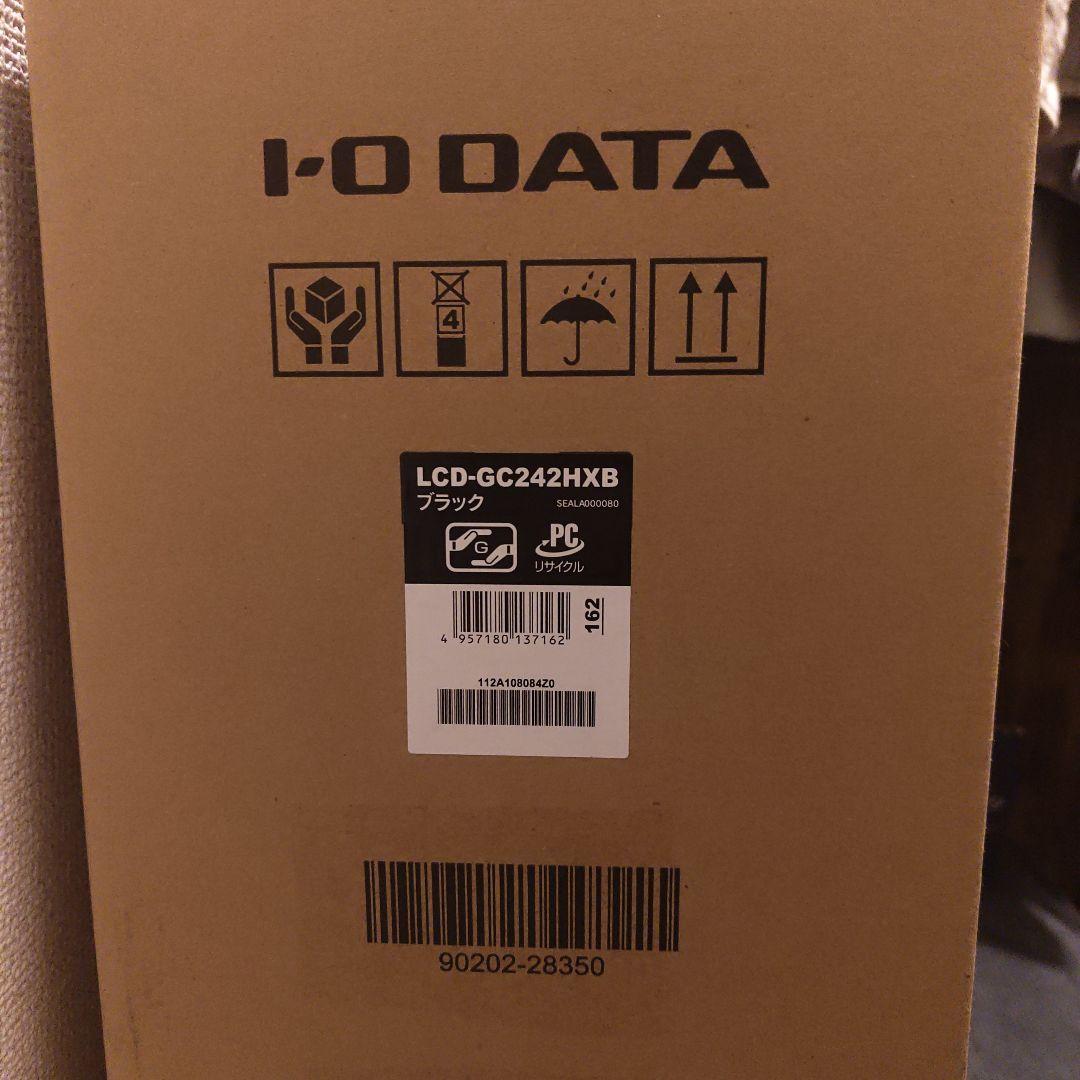 I-O DATA
4
LCD-GC242HXB
ブラック SEALA000080
G PC
リサイクル
162
4 957180 137162
112A108084Z0
90202-28350